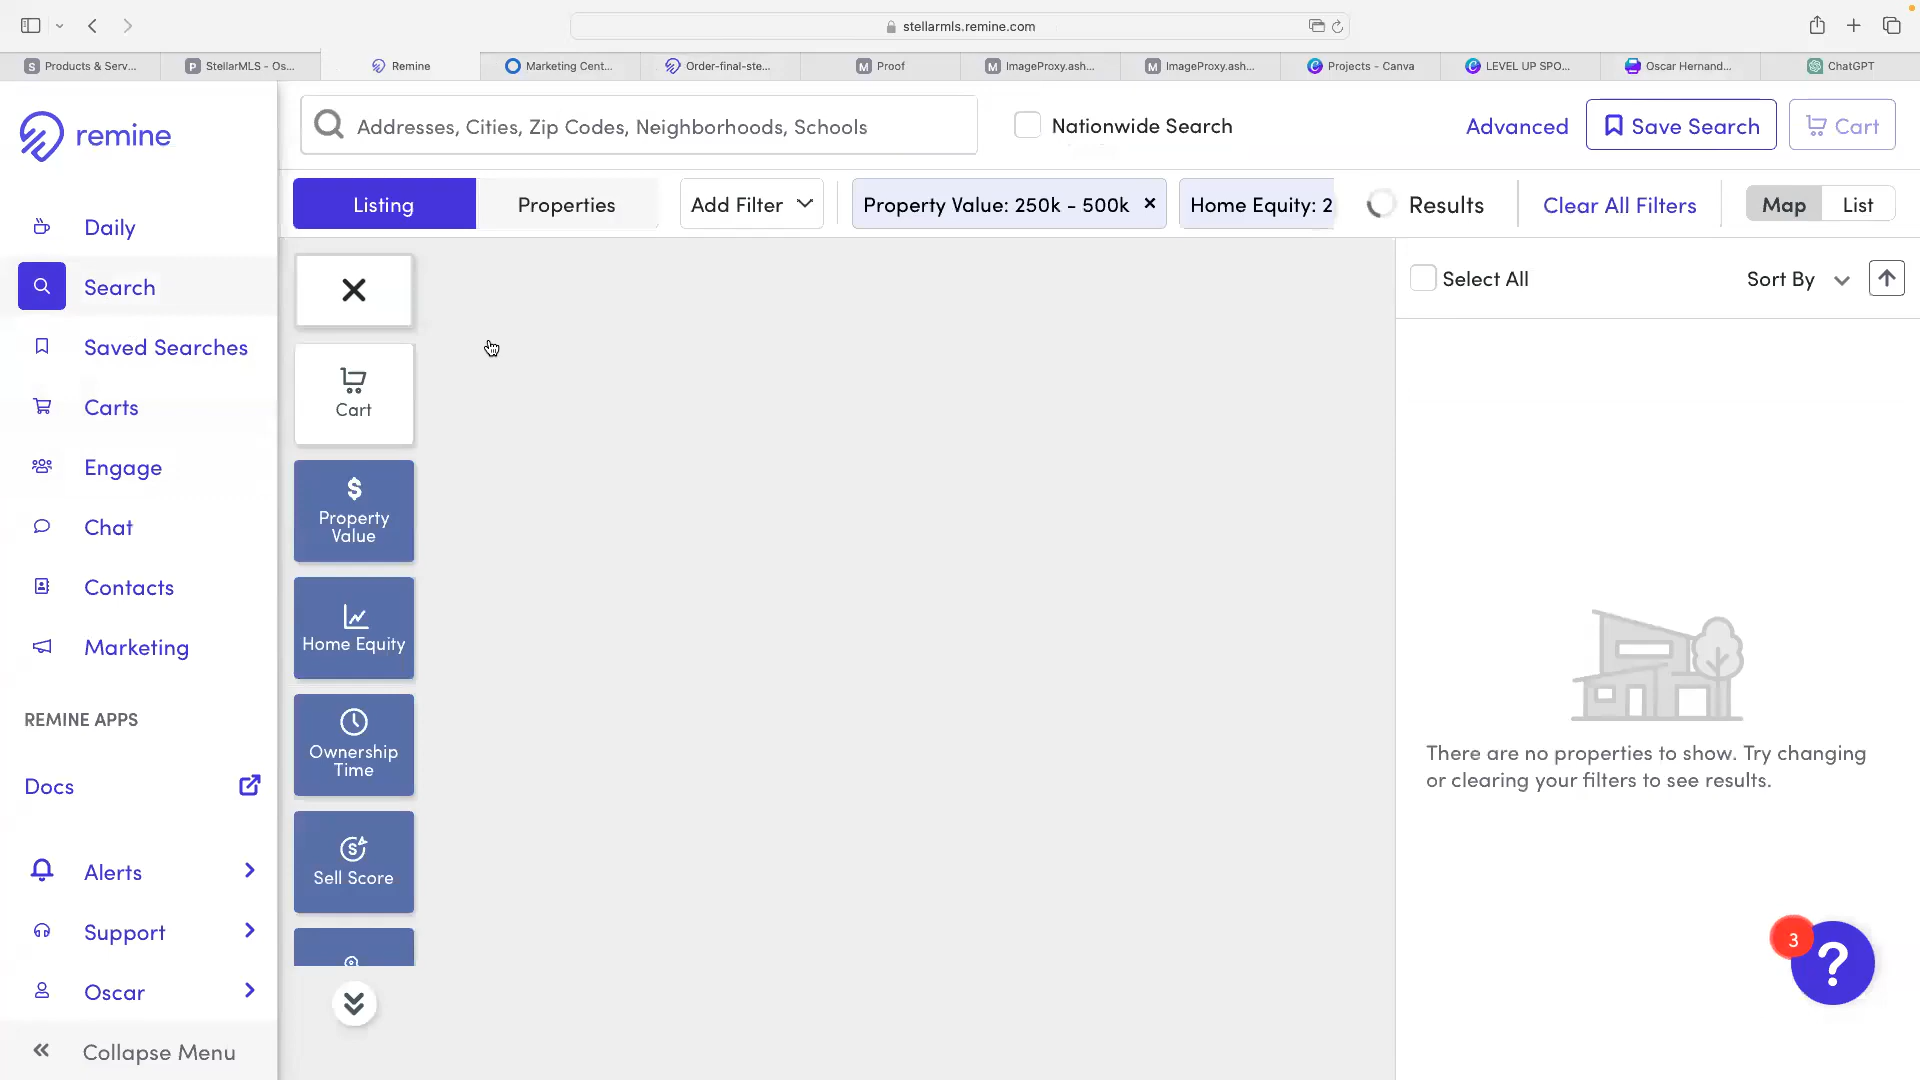 stellarmls.remine.com
Products & Serv...
StellarMLS - Os...
Remine
Marketing Cent...
Order-final-ste...
Proof
ImageProxy.ash...
ImageProxy.ash...
Projects - Canva
LEVEL UP SPO...
Oscar Hernand...
ChatGPT
remine
Addresses, Cities, Zip Codes, Neighborhoods, Schools
Nationwide Search
Advanced
Save Search
Cart
Listing
Properties
Add Filter
Property Value: 250k - 500k ×
Home Equity: 2
Results
Clear All Filters
Map
List
Daily
Search
Saved Searches
Carts
Engage
Chat
Contacts
Marketing
REMINE APPS
Docs
Alerts
Support
Oscar
Collapse Menu
Cart
Property
Value
Home Equity
Ownership
Time
Sell Score
Select All
Sort By
There are no properties to show. Try changing
or clearing your filters to see results.
3
?